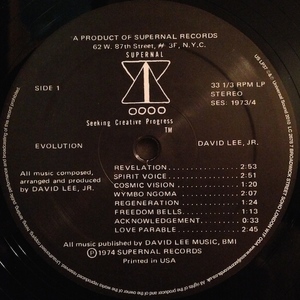 A PRODUCT OF SUPERNAL RECORDS
62 W. 87th Street, # 3F, N.Y.C.
SUPERNAL
SIDE 1
33 1/3 RPM LP
STEREO
SES: 1973/4
Seeking Creative Progress
TM
EVOLUTION
DAVID LEE, JR.
All music composed,
arranged and produced
by DAVID LEE, JR.
REVELATION 2:53
SPIRIT VOICE 2:51
COSMIC VISION 1:20
WYMBO NGOMA 2:17
REGENERATION 1:24
FREEDOM BELLS 1:13
ACKNOWLEDGEMENT 0:33
LOVE PARABLE 2:45
All music published by DAVID LEE MUSIC, BMI
Ⓟ 1974 SUPERNAL RECORDS
Printed in USA